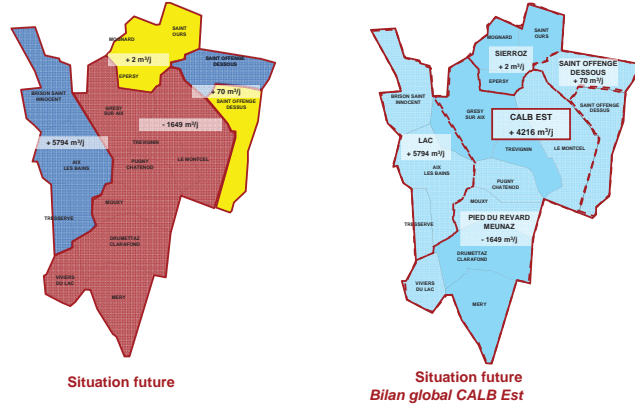 MOGNARD
SAINT
OURS
+ 2 m³/j
EPERSY
SAINT OFFENGE
DESSOUS
+ 70 m³/j
SAINT OFFENGE
DESSUS
BRISON SAINT
INNOCENT
GRESY
SUR AIX
- 1649 m³/j
+ 5794 m³/j
TREVIGNIN
AIX
LES BAINS
PUGNY
CHATENOD
LE MONTCEL
MOUXY
TRESSERVE
DRUMETTAZ
CLARAFOND
VIVIERS
DU LAC
MERY
Situation future
MOGNARD
SAINT
OURS
SIERROZ
+ 2 m³/j
EPERSY
SAINT OFFENGE
DESSOUS
+ 70 m³/j
BRISON SAINT
INNOCENT
SAINT OFFENGE
DESSUS
GRESY
SUR AIX
CALB EST
+ 4216 m³/j
LAC
+ 5794 m³/j
TREVIGNIN
LE MONTCEL
AIX
LES BAINS
PUGNY
CHATENOD
MOUXY
PIED DU REVARD
MEUNAZ
- 1649 m³/j
TRESSERVE
DRUMETTAZ
CLARAFOND
VIVIERS
DU LAC
MERY
Situation future
Bilan global CALB Est